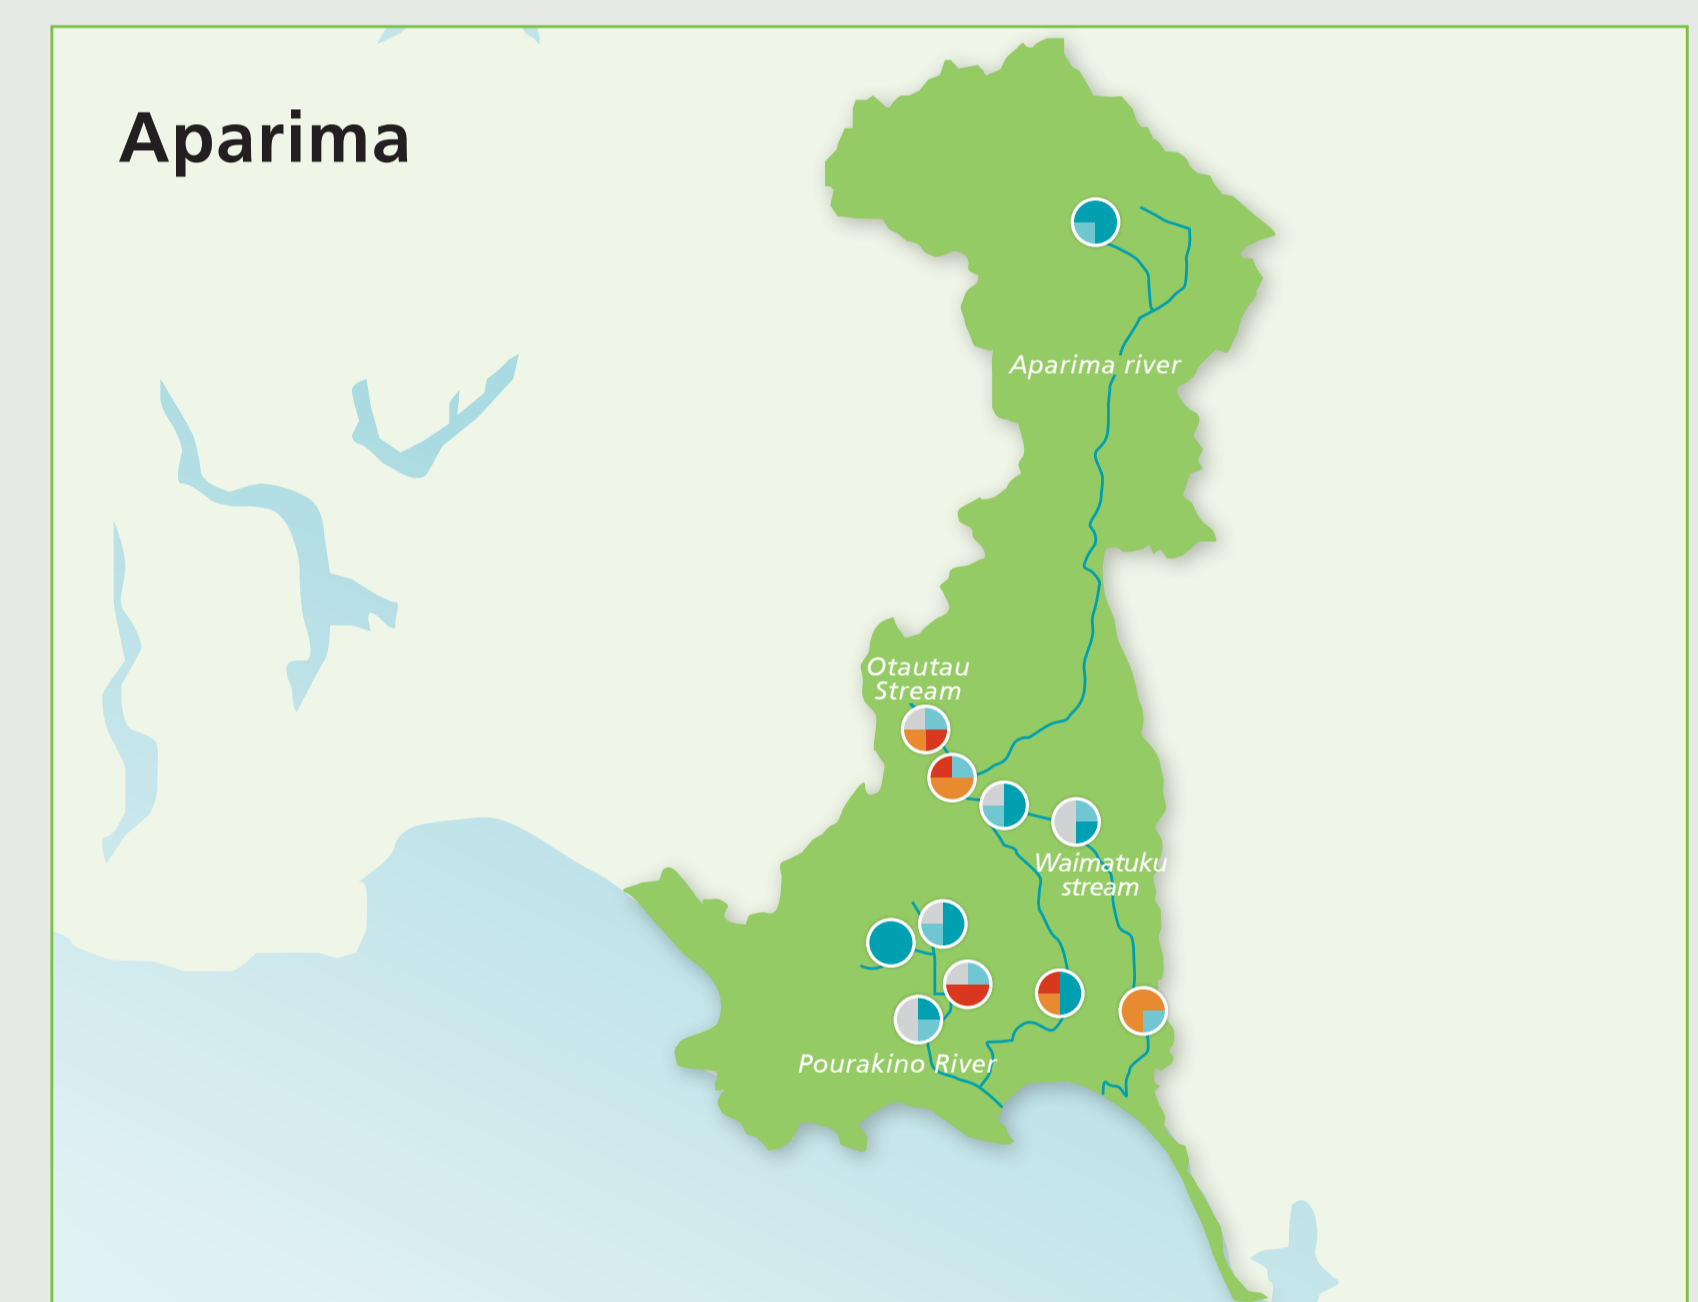 Aparima
Aparima river
Otautau
Stream
Waimatuku
stream
Pourakino River